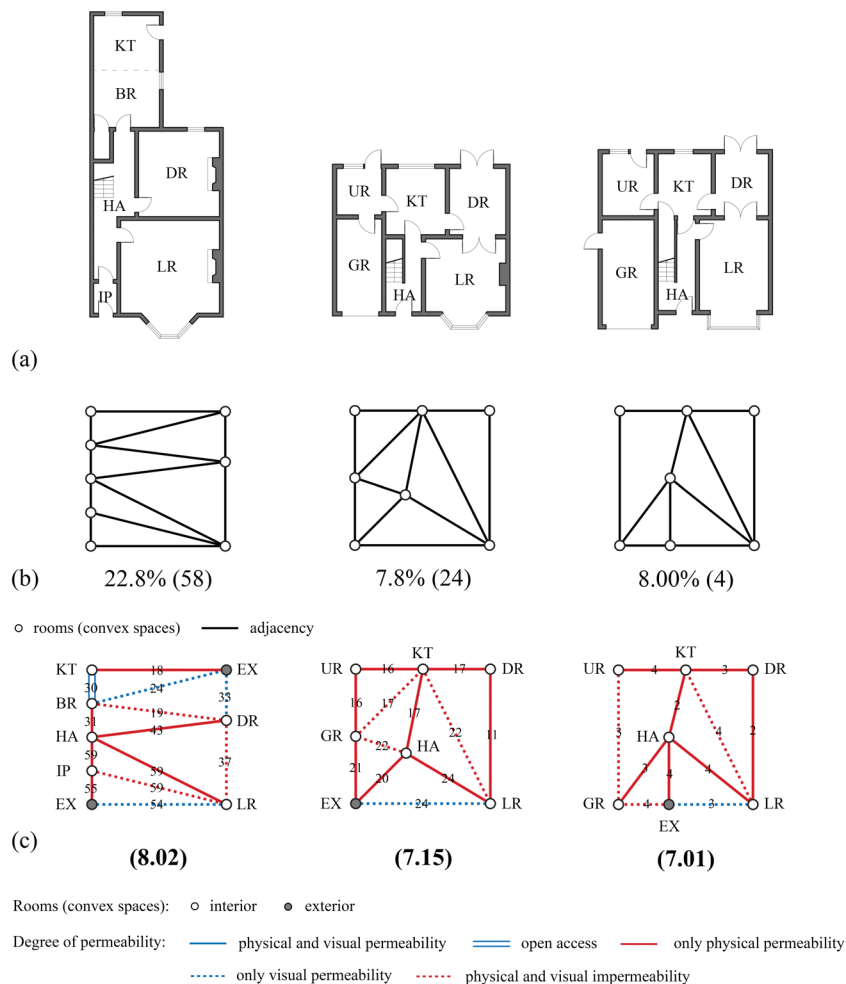 KT
BR
DR
UR
KT
DR
UR
KT
DR
HA
LR
GR
LR
GR
IP
HA
HA
LR
(a)
(b)
22.8% (58)
7.8% (24)
8.00% (4)
rooms (convex spaces)
adjacency
KT
KT
KT
18
EX
UR
16
17
DR
UR
4
3
DR
30
24
33
BR
31
19
DR
16
17
17
22
11
3
2
4
2
HA
43
GR
22
HA
HA
59
59
37
IP
59
21
20
24
3
4
4
55
EX
54
LR
EX
24
LR
GR
4
3
LR
EX
(c)
(8.02)
(7.15)
(7.01)
Rooms (convex spaces):
interior
exterior
Degree of permeability:
physical and visual permeability
open access
only physical permeability
only visual permeability
physical and visual impermeability